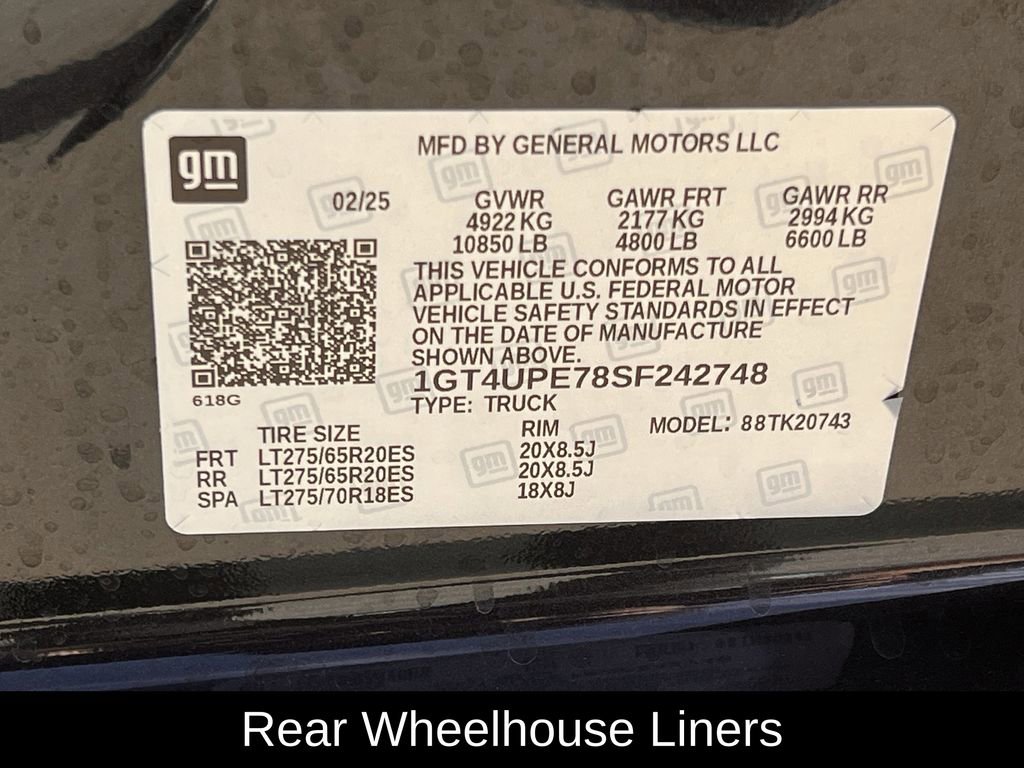 gm
MFD BY GENERAL MOTORS LLC
02/25
GVWR GAWR FRT GAWR RR
4922 KG 2177 KG 2994 KG
10850 LB 4800 LB 6600 LB
THIS VEHICLE CONFORMS TO ALL
APPLICABLE U.S. FEDERAL MOTOR
VEHICLE SAFETY STANDARDS IN EFFECT
ON THE DATE OF MANUFACTURE
SHOWN ABOVE.
1GT4UPE78SF242748
618G
TYPE: TRUCK
TIRE SIZE RIM MODEL: 88TK20743
FRT LT275/65R20ES 20X8.5J
RR LT275/65R20ES 20X8.5J
SPA LT275/70R18ES 18X8J
Rear Wheelhouse Liners